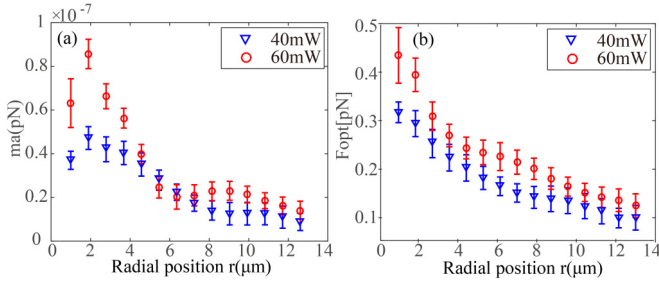 ×10⁻⁷
(a)
40mW
60mW
ma(pN)
1
0.8
0.6
0.4
0.2
0
0 2 4 6 8 10 12 14
Radial position r(μm)
(b)
40mW
60mW
Fopt[pN]
0.5
0.4
0.3
0.2
0.1
0 2 4 6 8 10 12 14
Radial position r(μm)